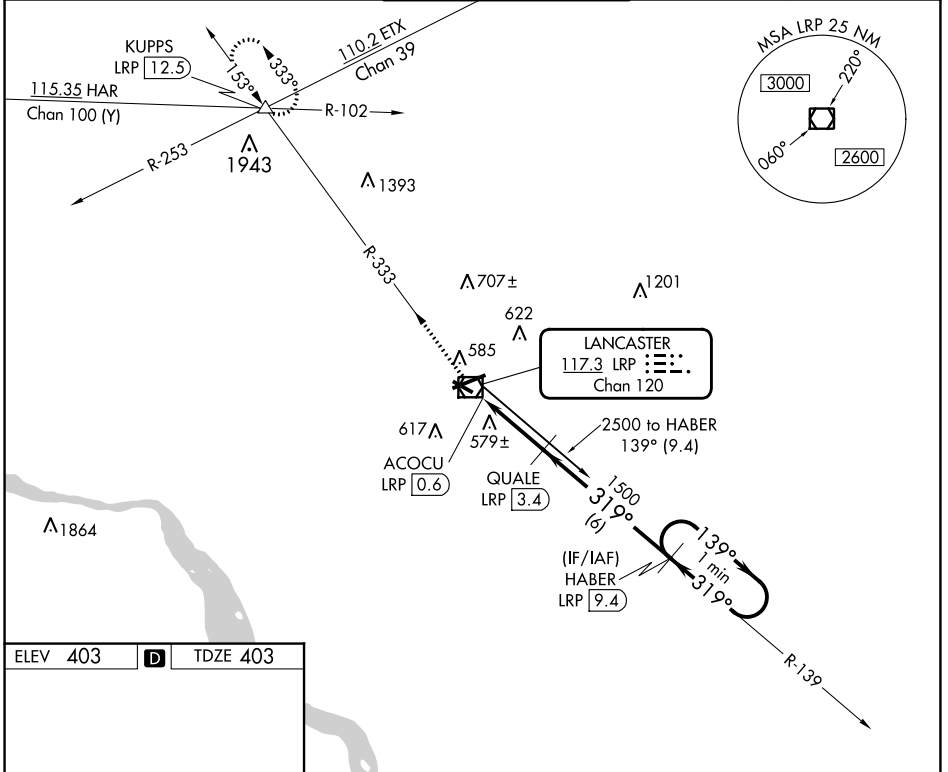 KUPPS
LRP 12.5
110.2 ETX
Chan 39
153°
333°
115.35 HAR
Chan 100 (Y)
R-102
R-253
1943
1393
MSA LRP 25 NM
3000
220°
060°
2600
R-333
707±
1201
622
585
LANCASTER
117.3 LRP
Chan 120
617
579±
2500 to HABER
139° (9.4)
ACOCU
LRP 0.6
QUALE
LRP 3.4
1500
319°
(6)
1864
(IF/IAF)
HABER
LRP 9.4
139°
1 min
319°
R-139
ELEV 403 D TDZE 403